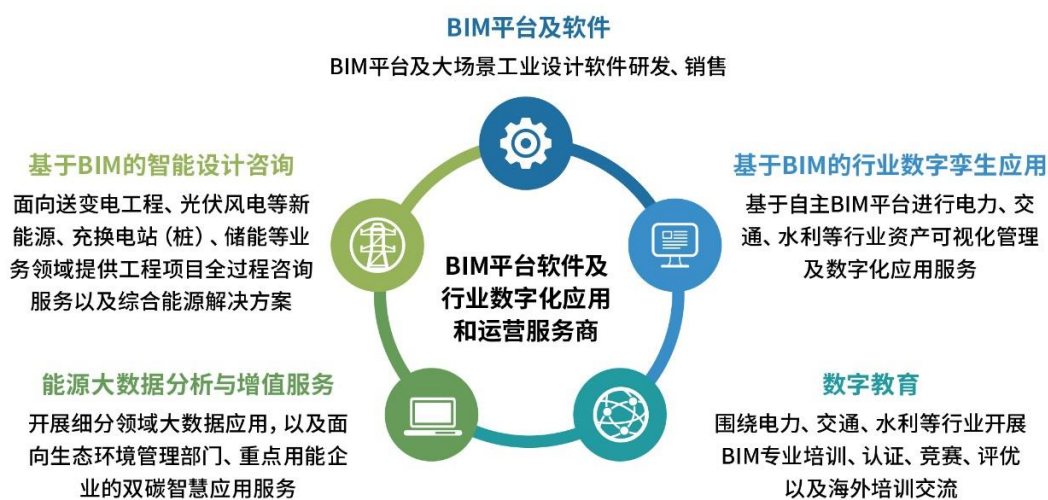 BIM平台及软件
BIM平台及大场景工业设计软件研发、销售
基于BIM的智能设计咨询
面向送变电工程、光伏风电等新
能源、充换电站（桩）、储能等业
务领域提供工程项目全过程咨询
服务以及综合能源解决方案
基于BIM的行业数字孪生应用
基于自主BIM平台进行电力、交
通、水利等行业资产可视化管理
及数字化应用服务
BIM平台软件及
行业数字化应用
和运营服务商
能源大数据分析与增值服务
开展细分领域大数据应用，以及面
向生态环境管理部门、重点用能企
业的双碳智慧应用服务
数字教育
围绕电力、交通、水利等行业开展
BIM专业培训、认证、竞赛、评优
以及海外培训交流